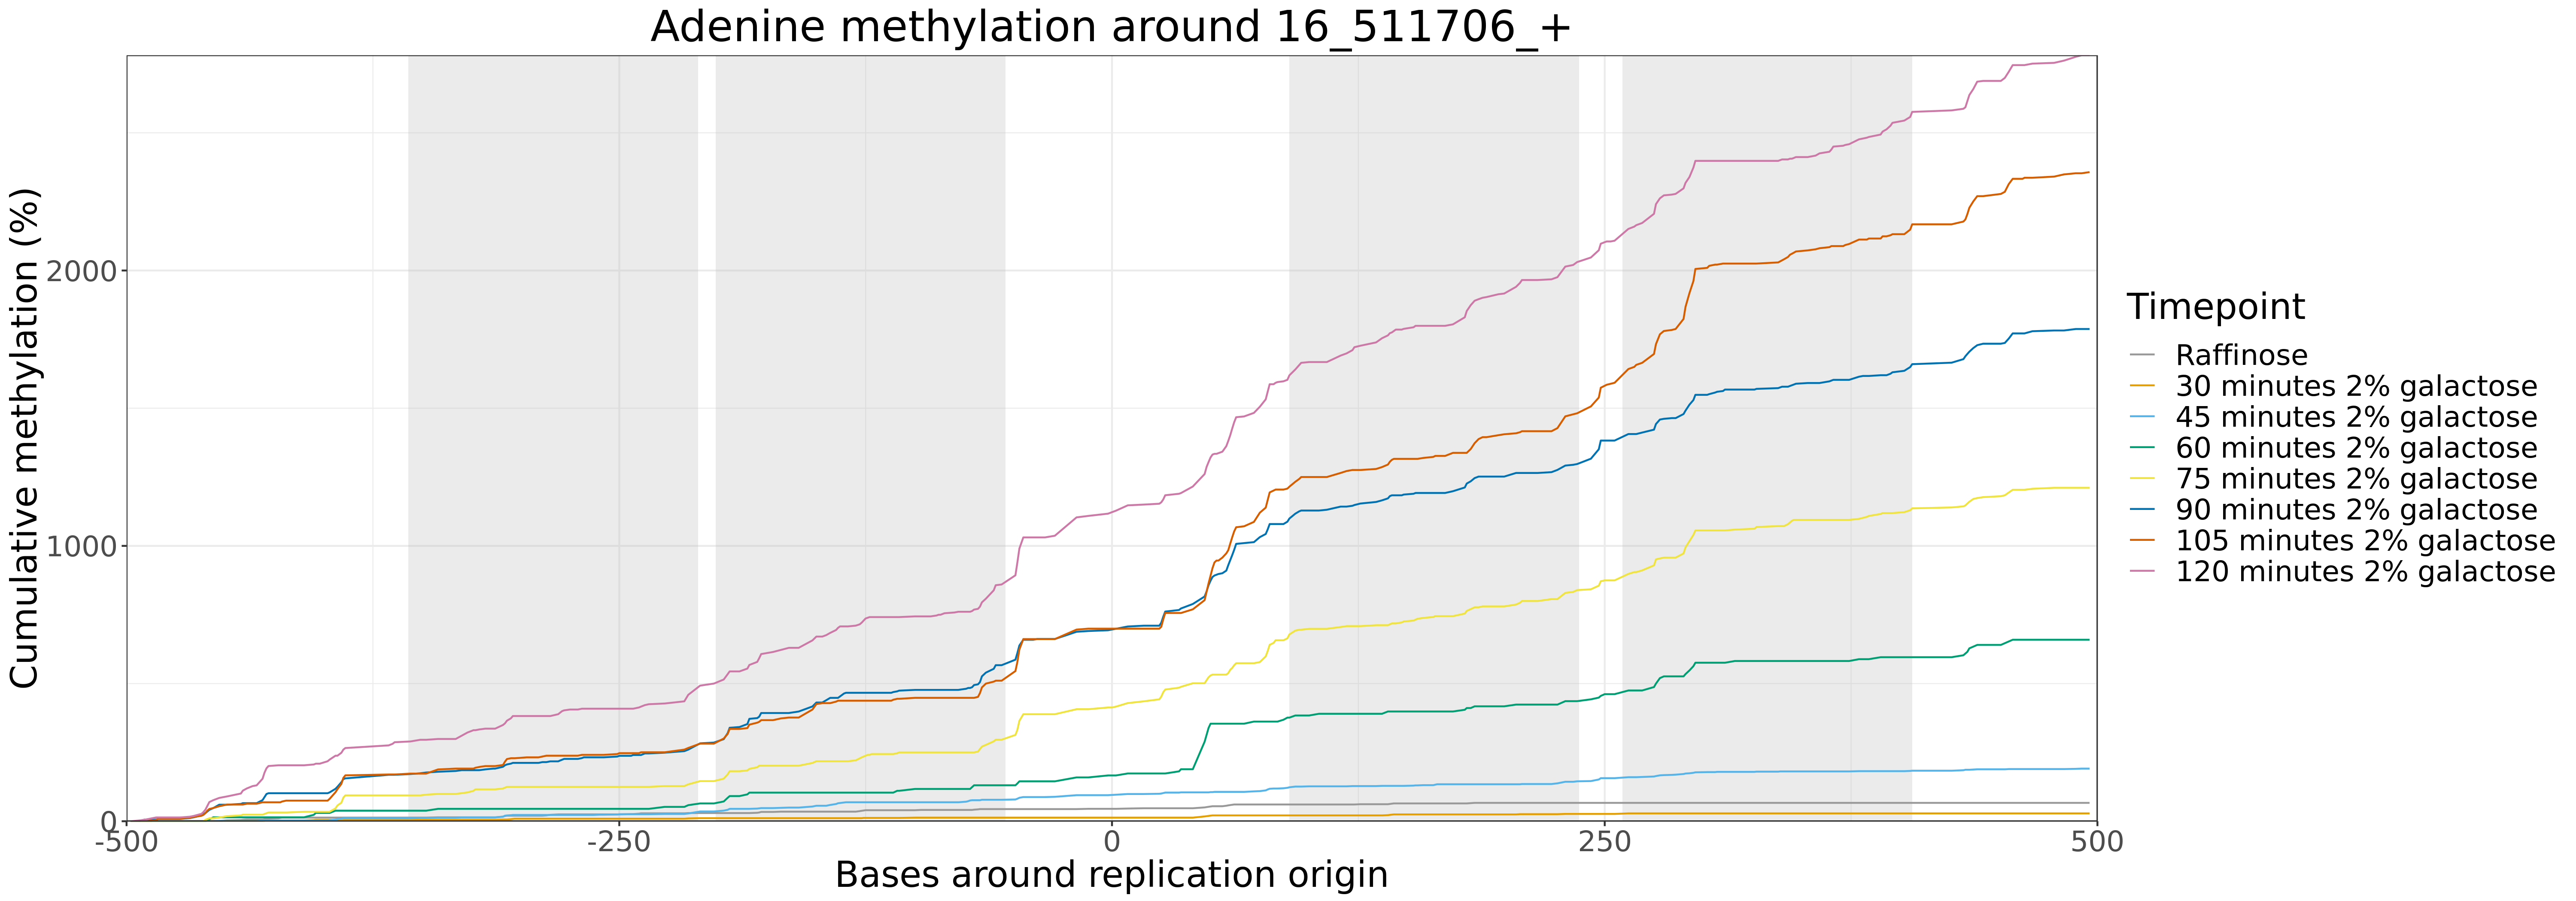 Adenine methylation around 16_511706_+
Cumulative methylation (%)
2000
1000
0
-500
-250
0
250
500
Bases around replication origin
Timepoint
Raffinose
30 minutes 2% galactose
45 minutes 2% galactose
60 minutes 2% galactose
75 minutes 2% galactose
90 minutes 2% galactose
105 minutes 2% galactose
120 minutes 2% galactose